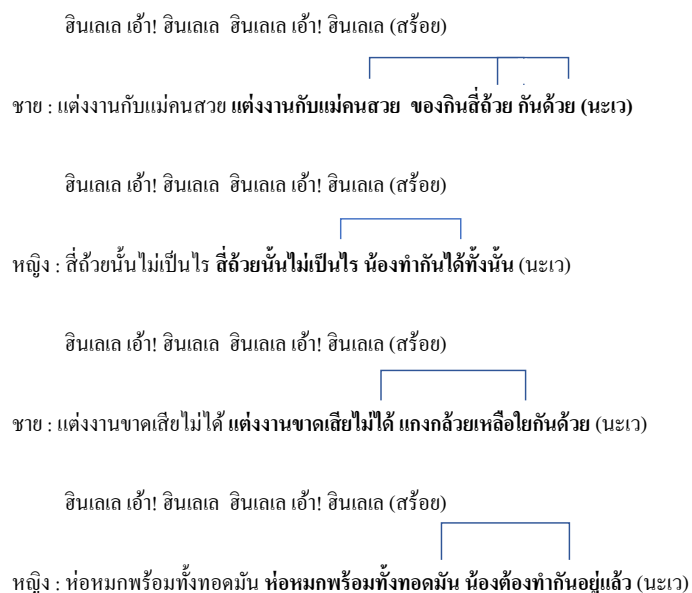 ฮินเลเล เอ้า! ฮินเลเล ฮินเลเล เอ้า! ฮินเลเล (สร้อย)
ชาย : แต่งงานกับแม่คนสวย แต่งงานกับแม่คนสวย ของกินสี่ถ้วย กันด้วย (นะเว)
ฮินเลเล เอ้า! ฮินเลเล ฮินเลเล เอ้า! ฮินเลเล (สร้อย)
หญิง : สี่ถ้วยนั้นไม่เป็นไร สี่ถ้วยนั้นไม่เป็นไร น้องทำกันได้ทั้งนั้น (นะเว)
ฮินเลเล เอ้า! ฮินเลเล ฮินเลเล เอ้า! ฮินเลเล (สร้อย)
ชาย : แต่งงานขาดเสียไม่ได้ แต่งงานขาดเสียไม่ได้ แกงกล้วยเหลือใยกันด้วย (นะเว)
ฮินเลเล เอ้า! ฮินเลเล ฮินเลเล เอ้า! ฮินเลเล (สร้อย)
หญิง : ห่อหมกพร้อมทั้งทอดมัน ห่อหมกพร้อมทั้งทอดมัน น้องต้องทำกันอยู่แล้ว (นะเว)